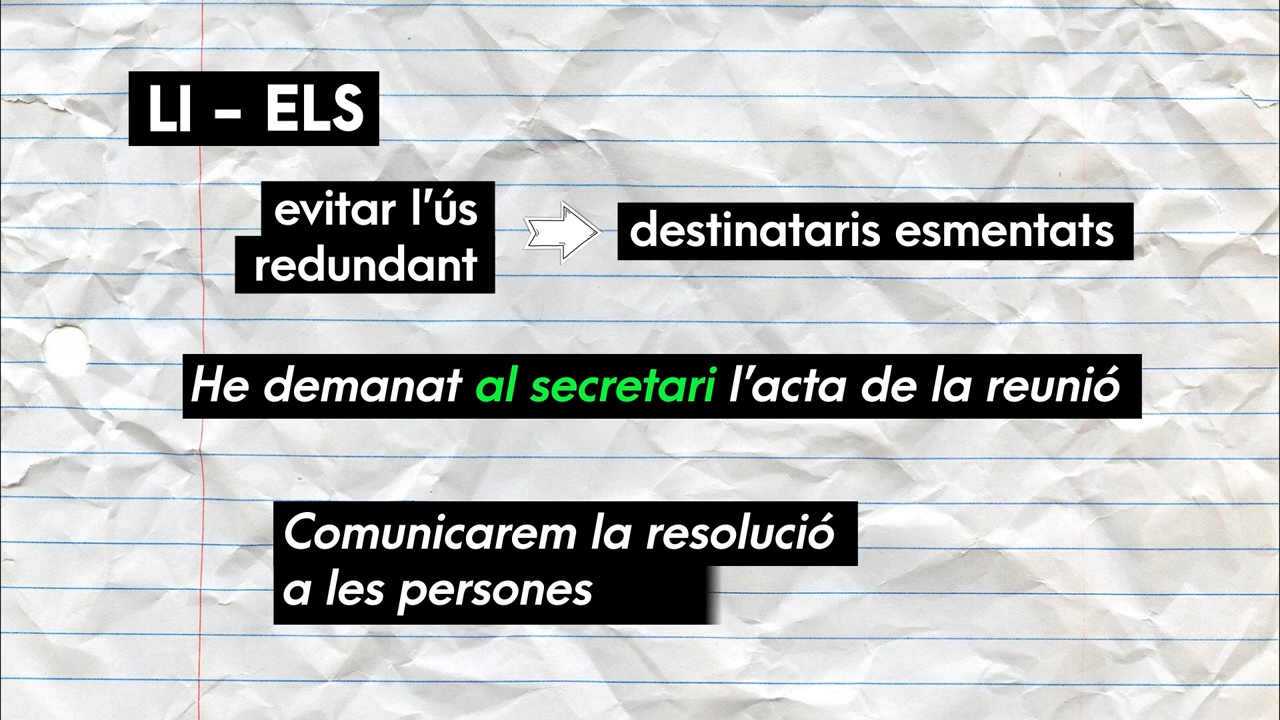 LI – ELS
evitar l'ús
redundant
destinataris esmentats
He demanat al secretari l'acta de la reunió
Comunicarem la resolució
a les persones